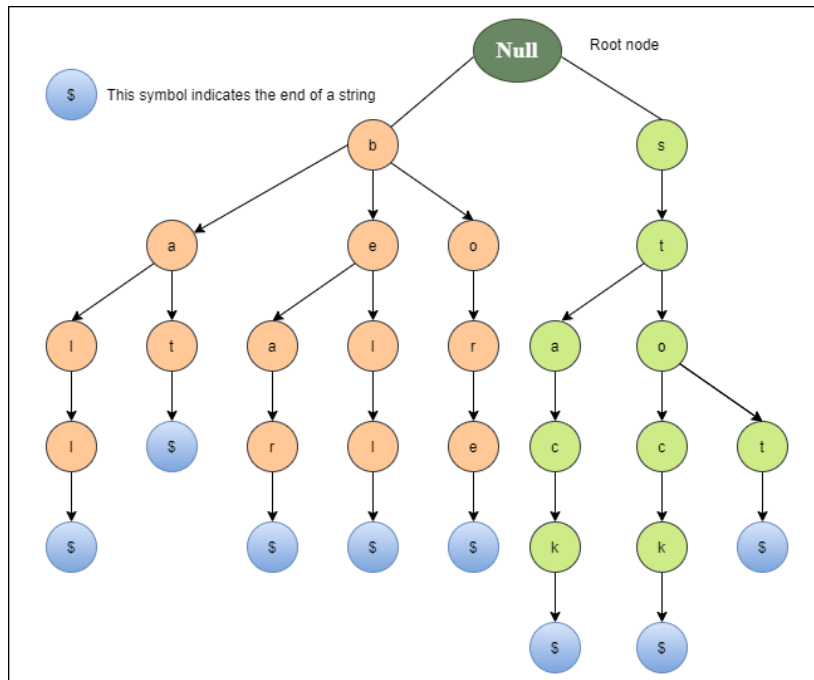 Null
Root node
$
This symbol indicates the end of a string
b
s
a
e
o
t
l
t
a
l
r
a
o
l
$
r
l
e
c
c
t
$
$
$
$
k
k
$
$
$